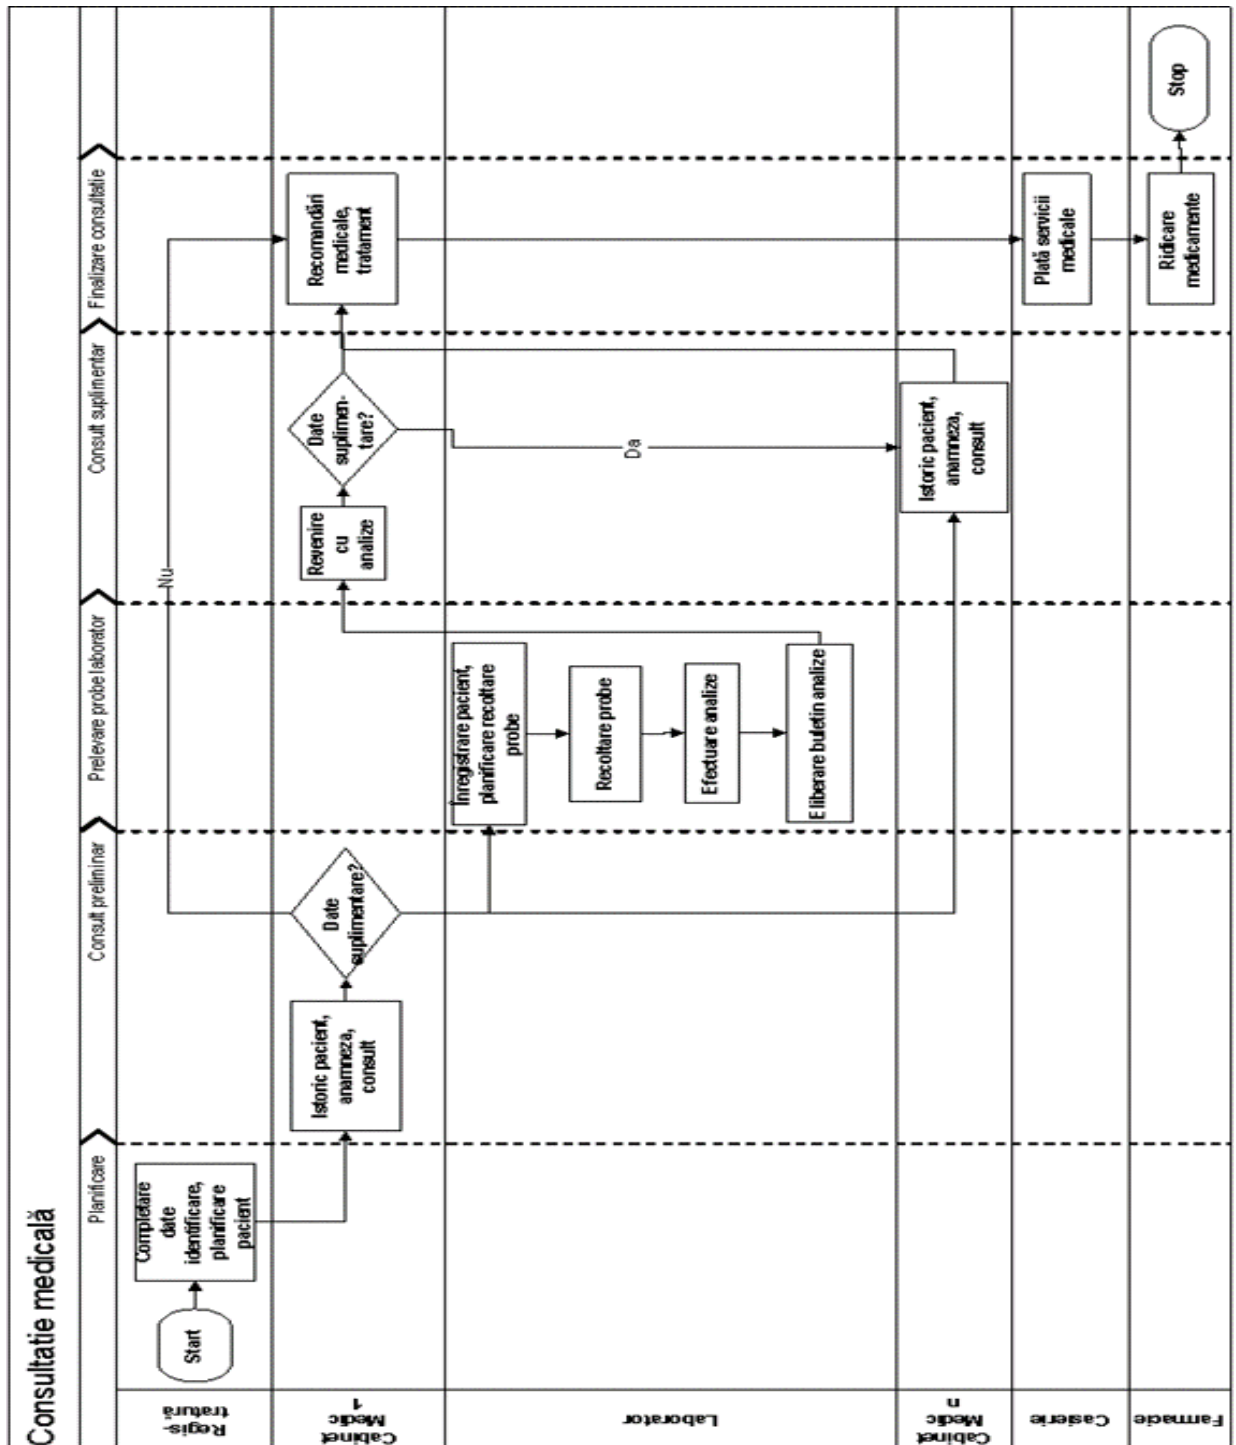 Consultatie medicală
Planificare
Consult preliminar
Prelevare probe laborator
Consult suplimentar
Finalizare consultatie
Regis-
tratură
Start
Completare
date
identificare,
planificare
pacient
Nu
Cabinet
Medic
1
Istoric pacient,
anamneza,
consult
Date
suplimentare?
Revenire
cu
analize
Date
suplimen-
tare?
Recomandări
medicale,
tratament
Laborator
Înregistrare pacient,
planificare recoltare
probe
Recoltare probe
Efectuare analize
Eliberare buletin analize
Da
Cabinet
Medic
n
Istoric pacient,
anamneza,
consult
Casierie
Plată servicii
medicale
Farmacie
Ridicare
medicamente
Stop